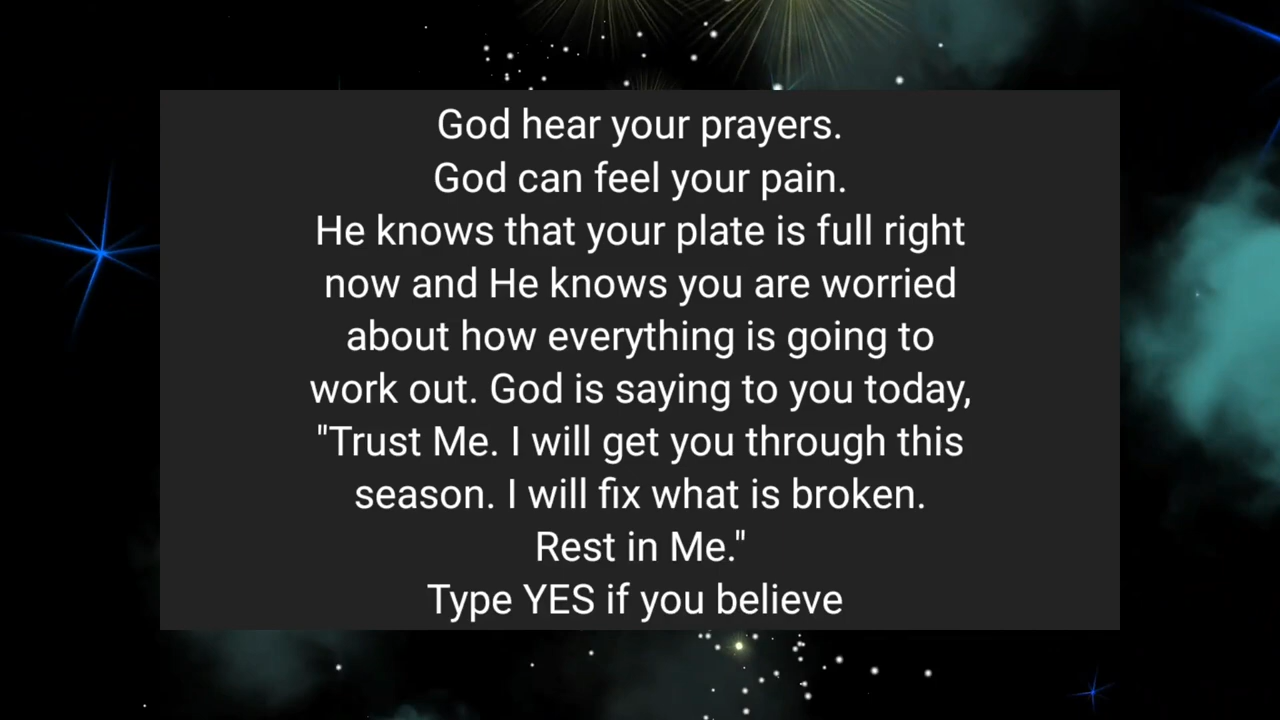 God hear your prayers.
God can feel your pain.
He knows that your plate is full right
now and He knows you are worried
about how everything is going to
work out. God is saying to you today,
"Trust Me. I will get you through this
season. I will fix what is broken.
Rest in Me."
Type YES if you believe